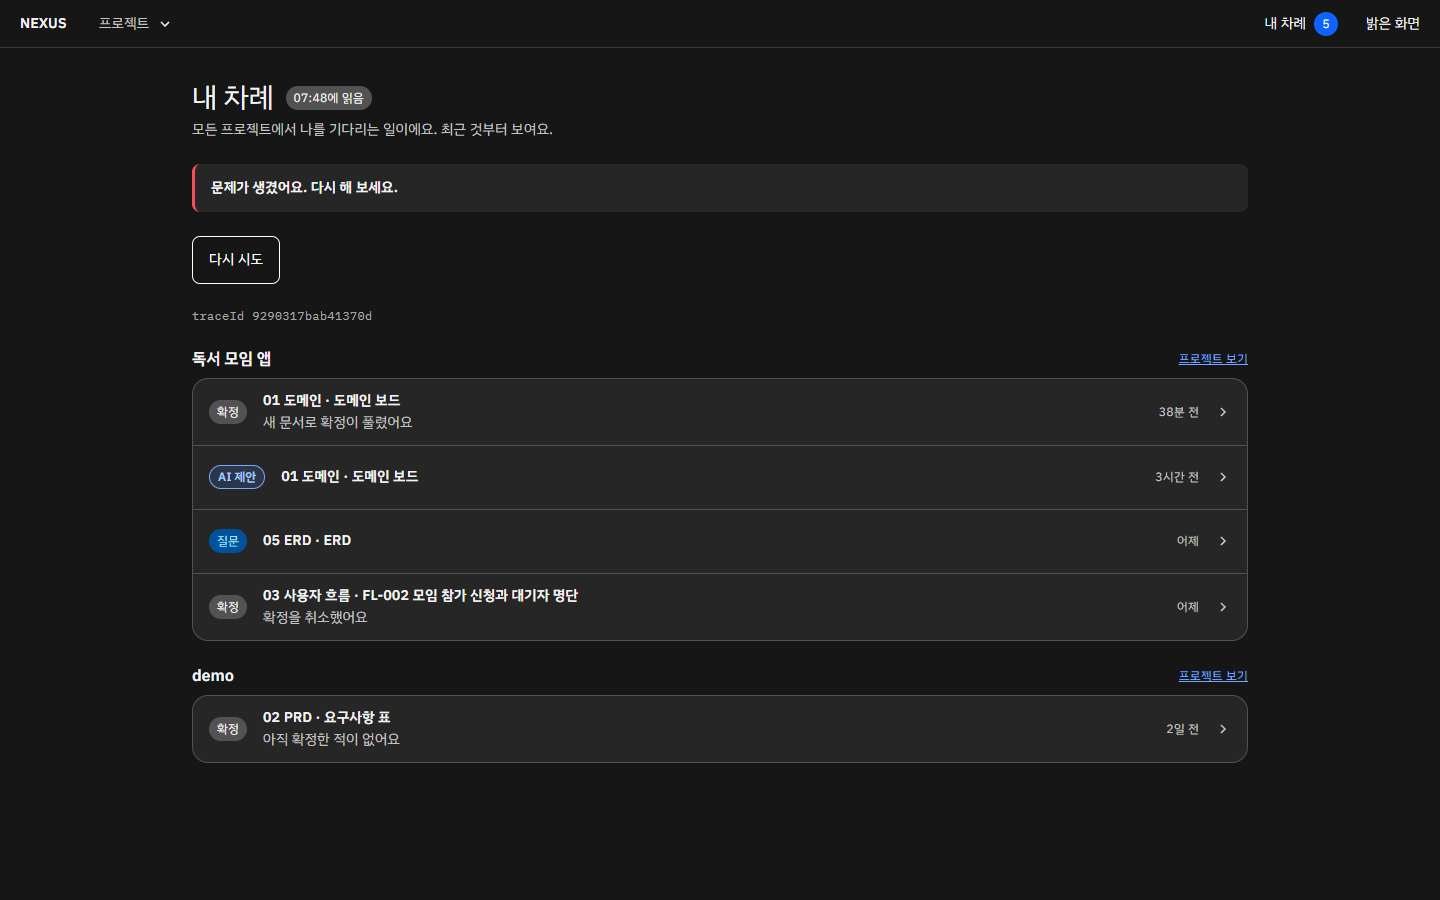 NEXUS 프로젝트 내 차례 5 밝은 화면
내 차례 07:48에 읽음
모든 프로젝트에서 나를 기다리는 일이에요. 최근 것부터 보여요.
문제가 생겼어요. 다시 해 보세요.
다시 시도
traceId 9290317bab41370d
독서 모임 앱 프로젝트 보기
확정 01 도메인 · 도메인 보드
새 문서로 확정이 풀렸어요 38분 전
AI 제안 01 도메인 · 도메인 보드 3시간 전
질문 05 ERD · ERD 어제
확정 03 사용자 흐름 · FL-002 모임 참가 신청과 대기자 명단
확정을 취소했어요 어제
demo 프로젝트 보기
확정 02 PRD · 요구사항 표
아직 확정한 적이 없어요 2일 전